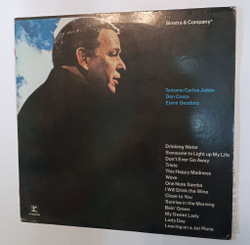 "Sinatra & Company"
Antonio Carlos Jobim
Don Costa
Eumir Deodato
Drinking Water
Someone to Light up My Life
Don't Ever Go Away
Triste
This Happy Madness
Wave
One Note Samba
I Will Drink the Wine
Close to You
Sunrise in the Morning
Bein' Green
My Sweet Lady
Lady Day
Leaving on a Jet Plane